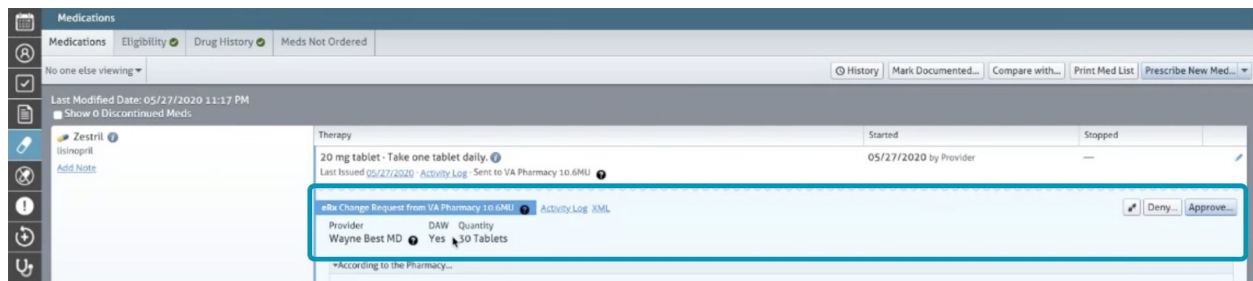 Medications
Medications Eligibility Drug History Meds Not Ordered
No one else viewing History Mark Documented... Compare with... Print Med List Prescribe New Med...
Last Modified Date: 05/27/2020 11:17 PM
Show 0 Discontinued Meds
Zestril
lisinopril
Add Note
Therapy Started Stopped
20 mg tablet - Take one tablet daily. 05/27/2020 by Provider —
Last Issued 05/27/2020 - Activity Log - Sent to VA Pharmacy 10.6MU
eRx Change Request from VA Pharmacy 10.6MU Activity Log XML Deny... Approve...
Provider DAW Quantity
Wayne Best MD Yes 30 Tablets
According to the Pharmacy...